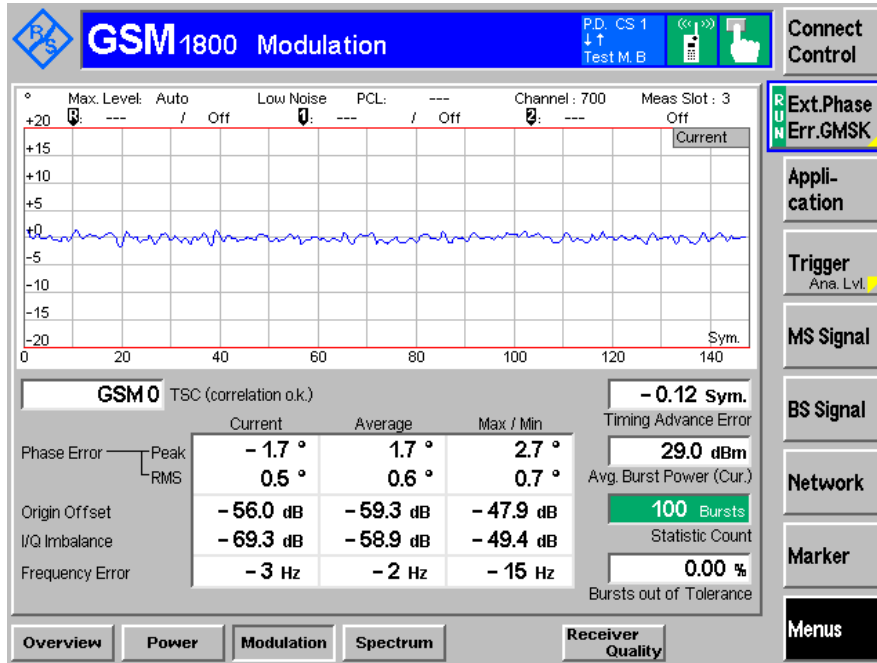 R&S
GSM 1800 Modulation
P.D. CS 1
Test M. B
Connect
Control
° Max. Level: Auto Low Noise PCL: --- Channel : 700 Meas Slot : 3
R: --- / Off 1: --- / Off 2: --- Off
Current
+20
+15
+10
+5
+0
-5
-10
-15
-20
Sym.
0 20 40 60 80 100 120 140
RUN
Ext.Phase
Err.GMSK
Appli-
cation
Trigger
Ana. Lvl.
MS Signal
BS Signal
Network
Marker
Menus
GSM 0 TSC (correlation o.k.)
- 0.12 Sym.
Timing Advance Error
Current Average Max / Min
Phase Error Peak - 1.7 ° 1.7 ° 2.7 °
RMS 0.5 ° 0.6 ° 0.7 °
29.0 dBm
Avg. Burst Power (Cur.)
Origin Offset - 56.0 dB - 59.3 dB - 47.9 dB
I/Q Imbalance - 69.3 dB - 58.9 dB - 49.4 dB
100 Bursts
Statistic Count
Frequency Error - 3 Hz - 2 Hz - 15 Hz
0.00 %
Bursts out of Tolerance
Overview Power Modulation Spectrum
Receiver
Quality